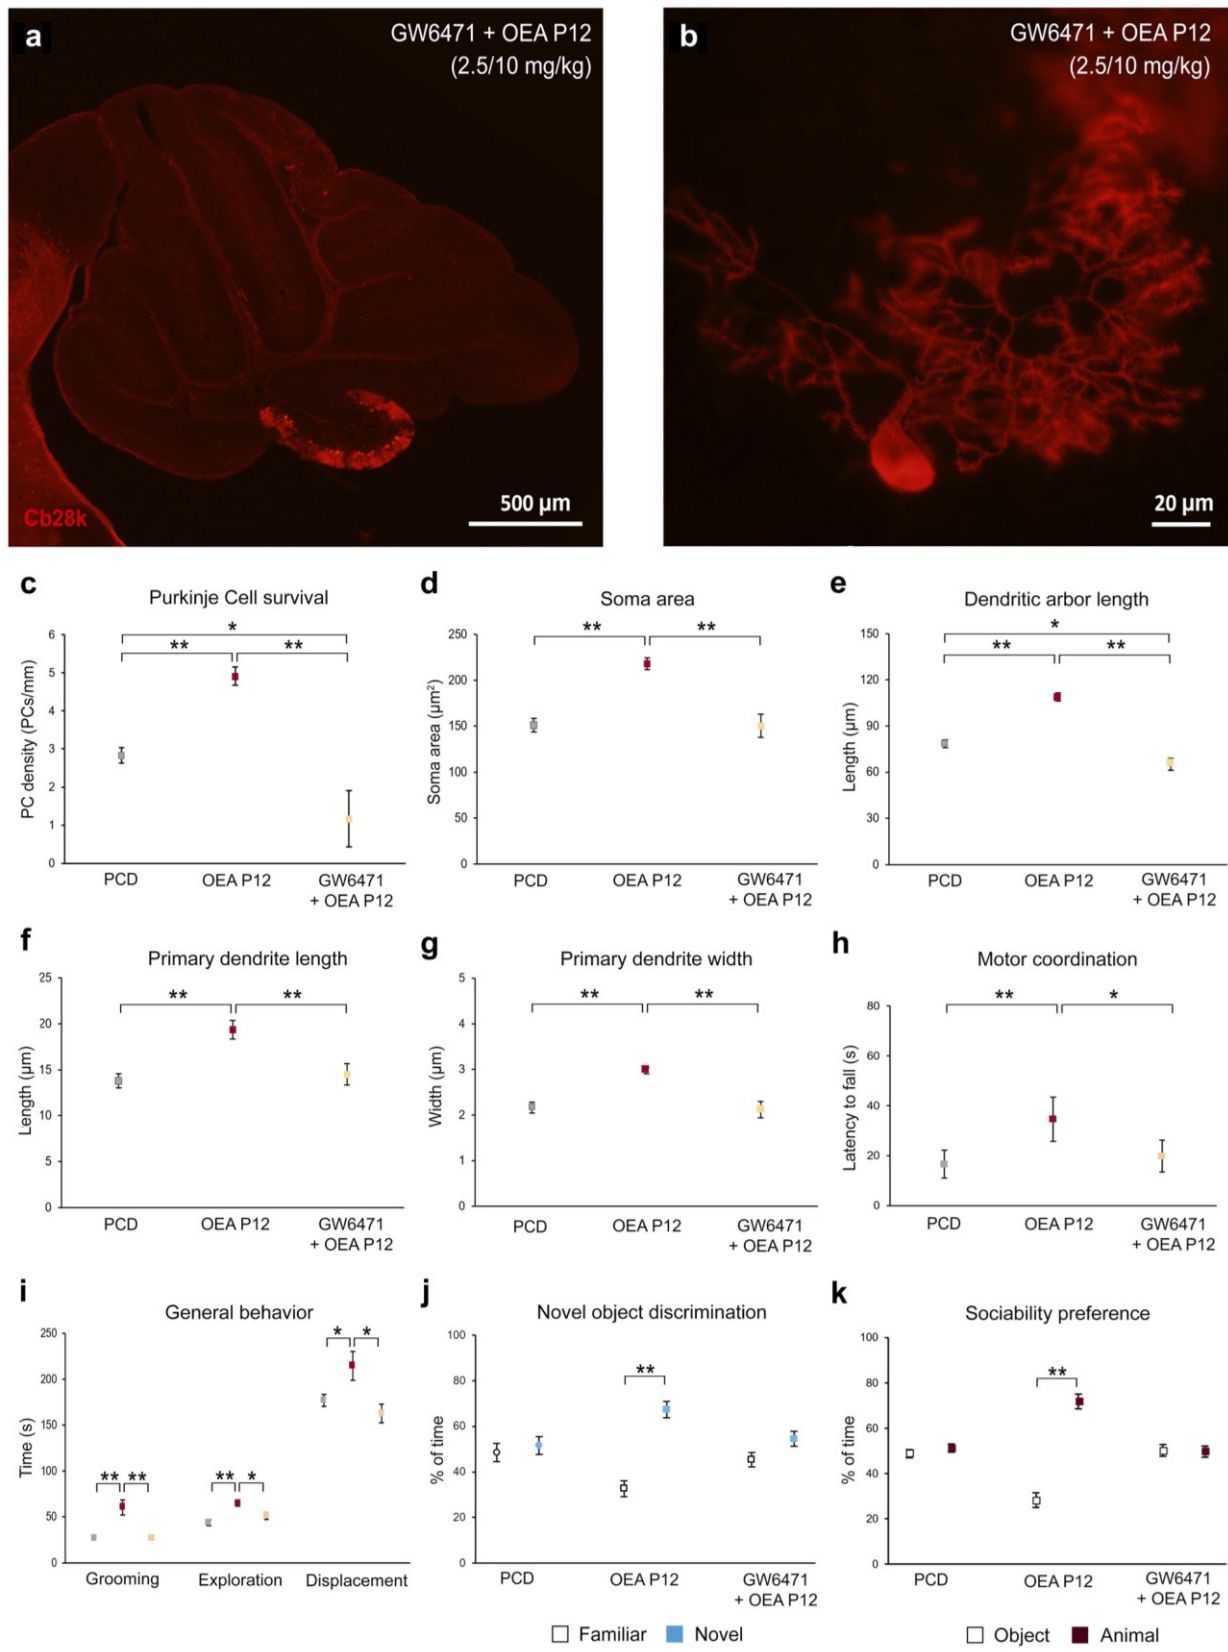 a
GW6471 + OEA P12
(2.5/10 mg/kg)
Cb28k
500 μm
b
GW6471 + OEA P12
(2.5/10 mg/kg)
20 μm
c
Purkinje Cell survival
*
** **
PC density (PCs/mm)
6
5
4
3
2
1
0
PCD OEA P12 GW6471
+ OEA P12
d
Soma area
** **
Soma area (μm²)
250
200
150
100
50
0
PCD OEA P12 GW6471
+ OEA P12
e
Dendritic arbor length
*
** **
Length (μm)
150
120
90
60
30
0
PCD OEA P12 GW6471
+ OEA P12
f
Primary dendrite length
** **
Length (μm)
25
20
15
10
5
0
PCD OEA P12 GW6471
+ OEA P12
g
Primary dendrite width
** **
Width (μm)
5
4
3
2
1
0
PCD OEA P12 GW6471
+ OEA P12
h
Motor coordination
** *
Latency to fall (s)
80
60
40
20
0
PCD OEA P12 GW6471
+ OEA P12
i
General behavior
* *
** ** ** *
Time (s)
250
200
150
100
50
0
Grooming Exploration Displacement
j
Novel object discrimination
**
% of time
100
80
60
40
20
0
PCD OEA P12 GW6471
+ OEA P12
Familiar Novel
k
Sociability preference
**
% of time
100
80
60
40
20
0
PCD OEA P12 GW6471
+ OEA P12
Object Animal